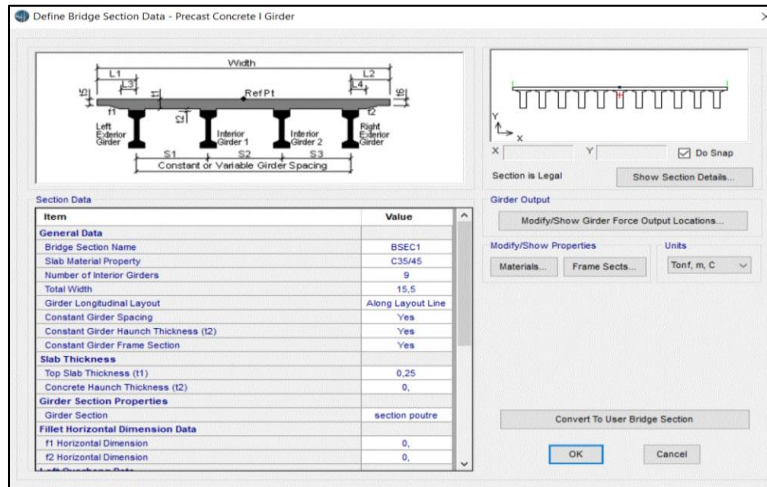 Define Bridge Section Data - Precast Concrete I Girder
Width
L1
L2
L3
Ref Pt
L4
t5
t1
t6
f1
t2
f2
Left Exterior Girder
Interior Girder 1
Interior Girder 2
Right Exterior Girder
S1
S2
S3
Constant or Variable Girder Spacing
Y
X
X
Y
Do Snap
Section is Legal
Show Section Details...
Section Data
Item Value
General Data
Bridge Section Name BSEC1
Slab Material Property C35/45
Number of Interior Girders 9
Total Width 15,5
Girder Longitudinal Layout Along Layout Line
Constant Girder Spacing Yes
Constant Girder Haunch Thickness (t2) Yes
Constant Girder Frame Section Yes
Slab Thickness
Top Slab Thickness (t1) 0,25
Concrete Haunch Thickness (t2) 0,
Girder Section Properties
Girder Section section poutre
Fillet Horizontal Dimension Data
f1 Horizontal Dimension 0,
f2 Horizontal Dimension 0,
Left Overhang Data
Girder Output
Modify/Show Girder Force Output Locations...
Modify/Show Properties
Materials...
Frame Sects...
Units
Tonf, m, C
Convert To User Bridge Section
OK
Cancel